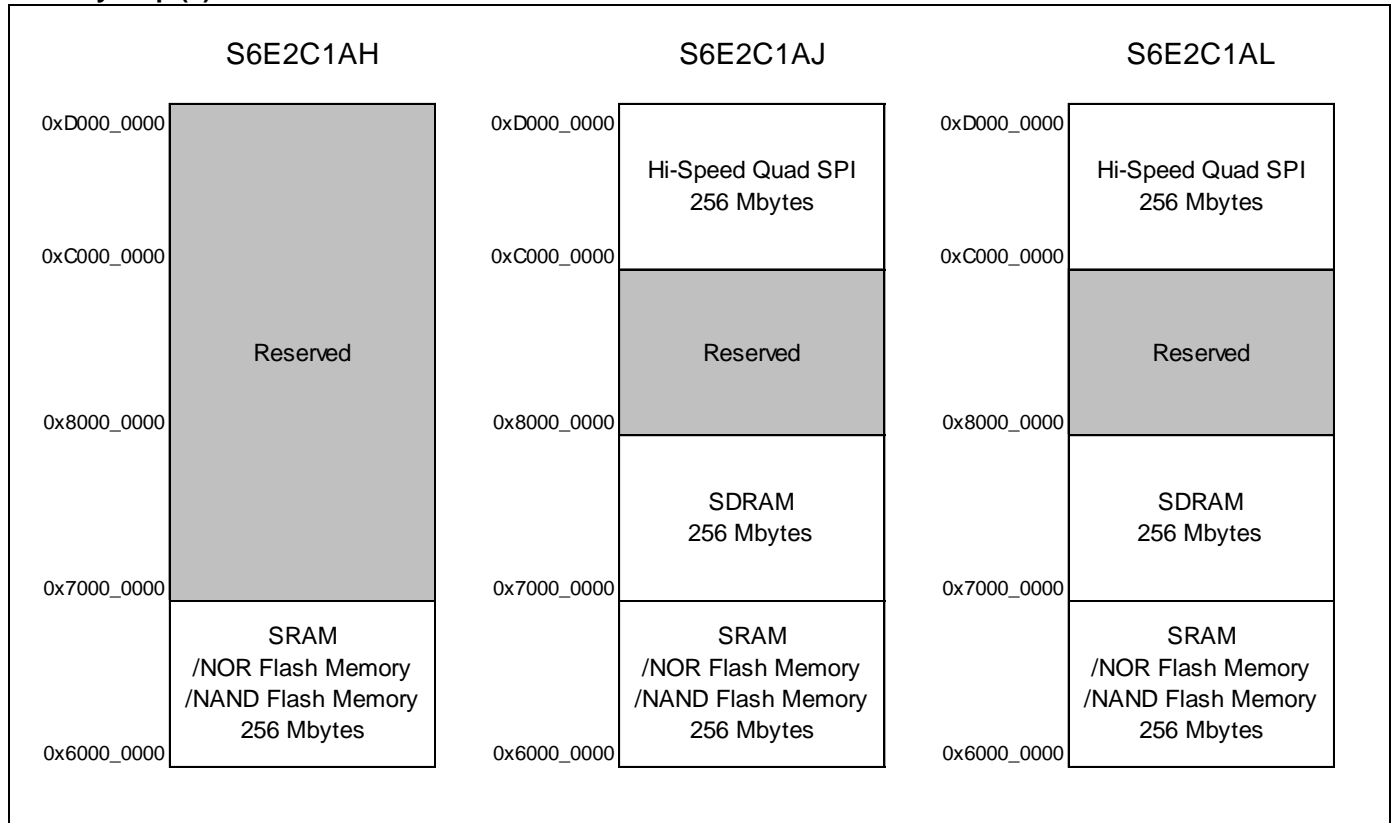 S6E2C1AH
0xD000_0000
0xC000_0000
Reserved
0x8000_0000
0x7000_0000
SRAM
/NOR Flash Memory
/NAND Flash Memory
256 Mbytes
0x6000_0000
S6E2C1AJ
0xD000_0000
Hi-Speed Quad SPI
256 Mbytes
0xC000_0000
Reserved
0x8000_0000
SDRAM
256 Mbytes
0x7000_0000
SRAM
/NOR Flash Memory
/NAND Flash Memory
256 Mbytes
0x6000_0000
S6E2C1AL
0xD000_0000
Hi-Speed Quad SPI
256 Mbytes
0xC000_0000
Reserved
0x8000_0000
SDRAM
256 Mbytes
0x7000_0000
SRAM
/NOR Flash Memory
/NAND Flash Memory
256 Mbytes
0x6000_0000